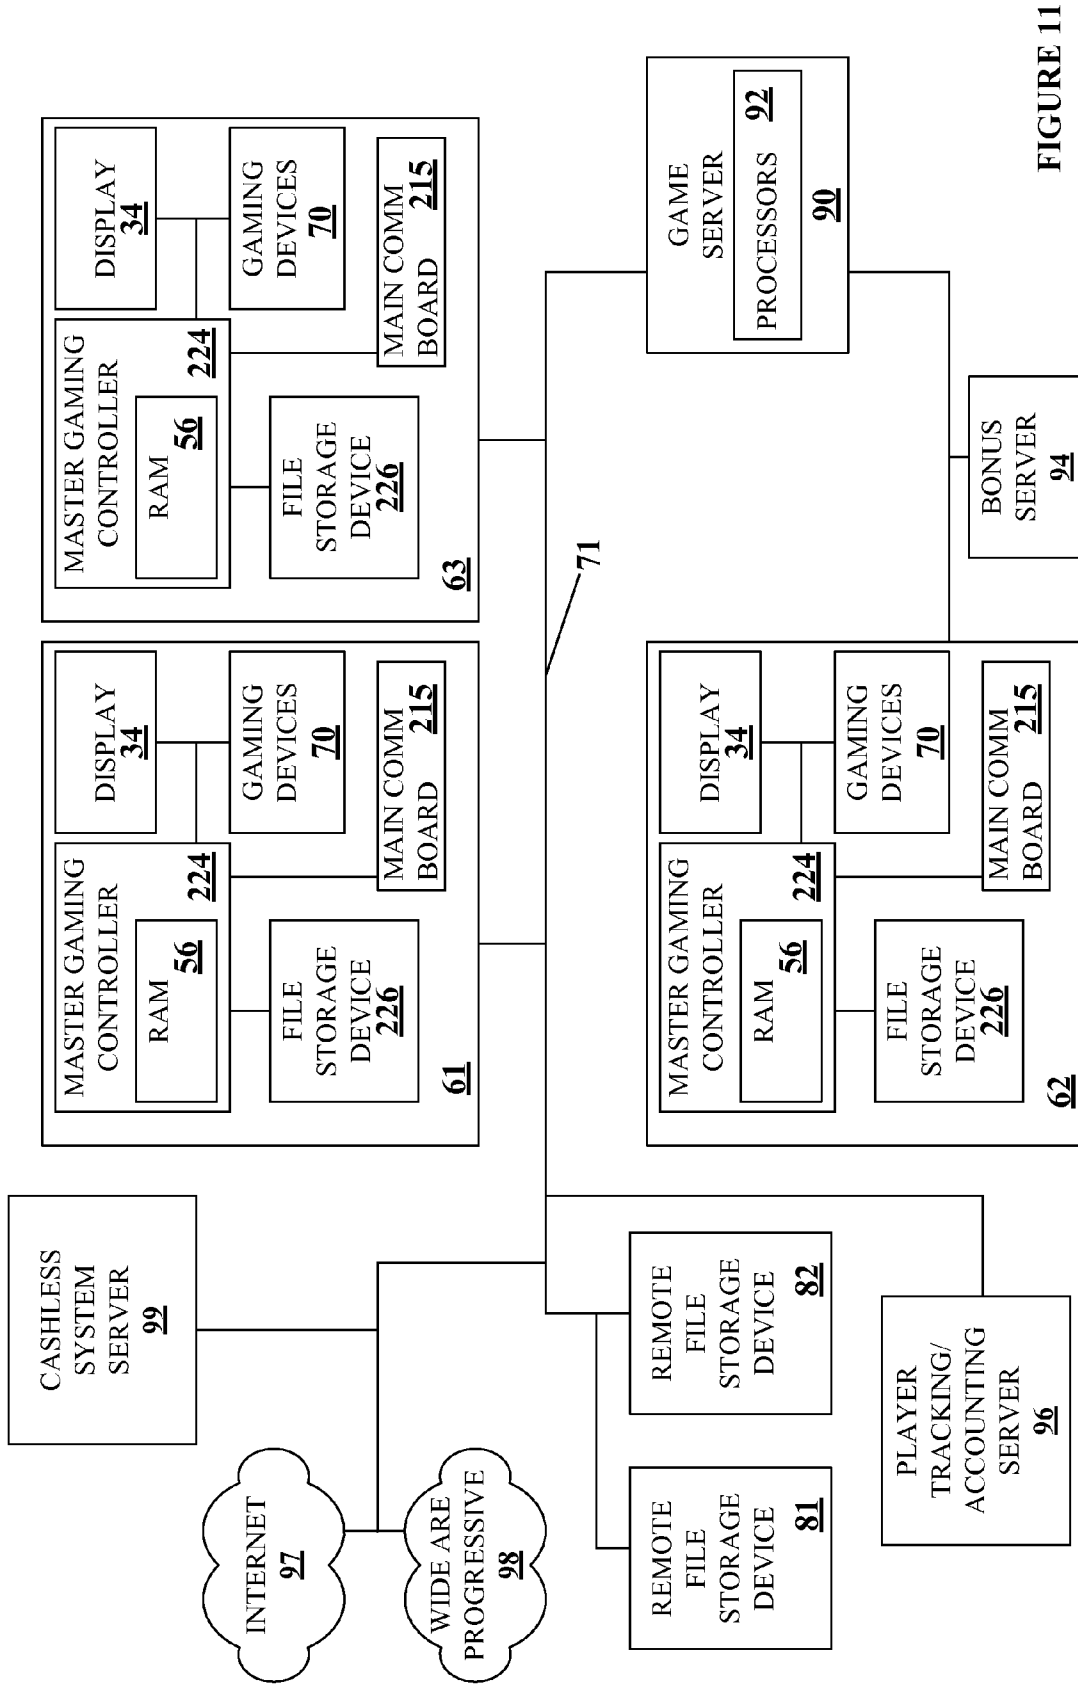 CASHLESS
SYSTEM
SERVER
99
INTERNET
97
WIDE ARE
PROGRESSIVE
98
MASTER GAMING
CONTROLLER
224
RAM
56
FILE
STORAGE
DEVICE
226
DISPLAY
34
GAMING
DEVICES
70
MAIN COMM
BOARD
215
61
MASTER GAMING
CONTROLLER
224
RAM
56
FILE
STORAGE
DEVICE
226
DISPLAY
34
GAMING
DEVICES
70
MAIN COMM
BOARD
215
63
71
REMOTE
FILE
STORAGE
DEVICE
81
REMOTE
FILE
STORAGE
DEVICE
82
PLAYER
TRACKING/
ACCOUNTING
SERVER
96
MASTER GAMING
CONTROLLER
224
RAM
56
FILE
STORAGE
DEVICE
226
DISPLAY
34
GAMING
DEVICES
70
MAIN COMM
BOARD
215
62
GAME
SERVER
PROCESSORS
92
90
BONUS
SERVER
94
FIGURE 11